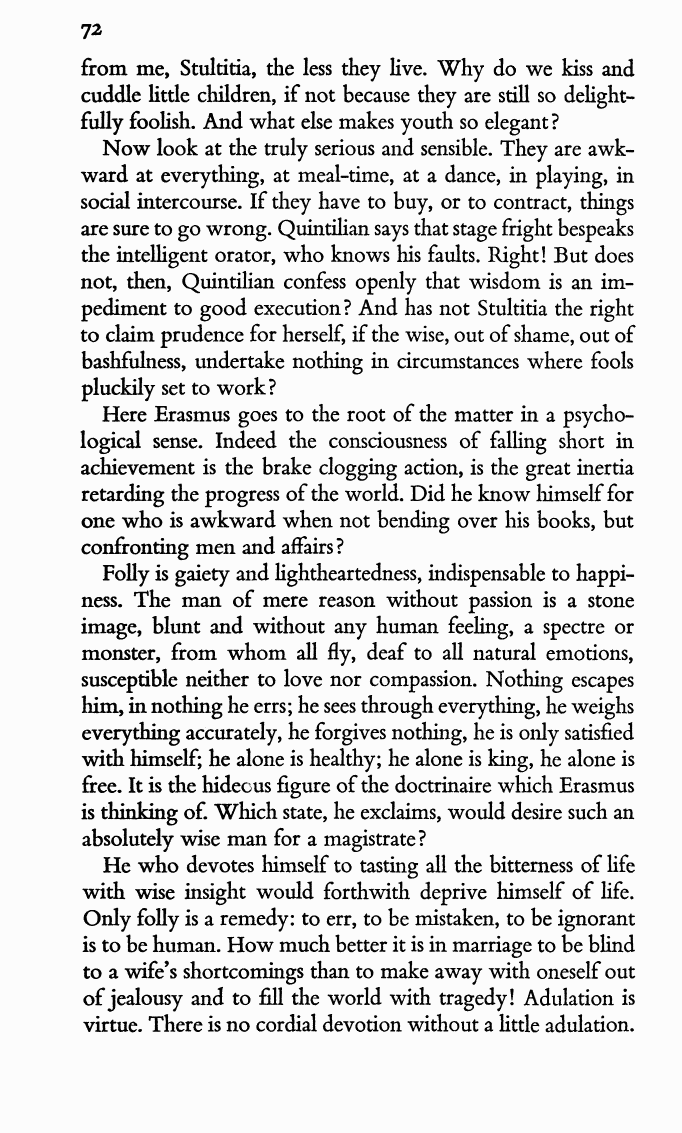 72
from me, Stultitia, the less they live. Why do we kiss and
cuddle little children, if not because they are still so delight-
fully foolish. And what else makes youth so elegant?
Now look at the truly serious and sensible. They are awk-
ward at everything, at meal-time, at a dance, in playing, in
social intercourse. If they have to buy, or to contract, things
are sure to go wrong. Quintilian says that stage fright bespeaks
the intelligent orator, who knows his faults. Right! But does
not, then, Quintilian confess openly that wisdom is an im-
pediment to good execution? And has not Stultitia the right
to claim prudence for herself, if the wise, out of shame, out of
bashfulness, undertake nothing in circumstances where fools
pluckily set to work?
Here Erasmus goes to the root of the matter in a psycho-
logical sense. Indeed the consciousness of falling short in
achievement is the brake clogging action, is the great inertia
retarding the progress of the world. Did he know himself for
one who is awkward when not bending over his books, but
confronting men and affairs?
Folly is gaiety and lightheartedness, indispensable to happi-
ness. The man of mere reason without passion is a stone
image, blunt and without any human feeling, a spectre or
monster, from whom all fly, deaf to all natural emotions,
susceptible neither to love nor compassion. Nothing escapes
him, in nothing he errs; he sees through everything, he weighs
everything accurately, he forgives nothing, he is only satisfied
with himself; he alone is healthy; he alone is king, he alone is
free. It is the hideous figure of the doctrinaire which Erasmus
is thinking of. Which state, he exclaims, would desire such an
absolutely wise man for a magistrate?
He who devotes himself to tasting all the bitterness of life
with wise insight would forthwith deprive himself of life.
Only folly is a remedy: to err, to be mistaken, to be ignorant
is to be human. How much better it is in marriage to be blind
to a wife's shortcomings than to make away with oneself out
of jealousy and to fill the world with tragedy! Adulation is
virtue. There is no cordial devotion without a little adulation.